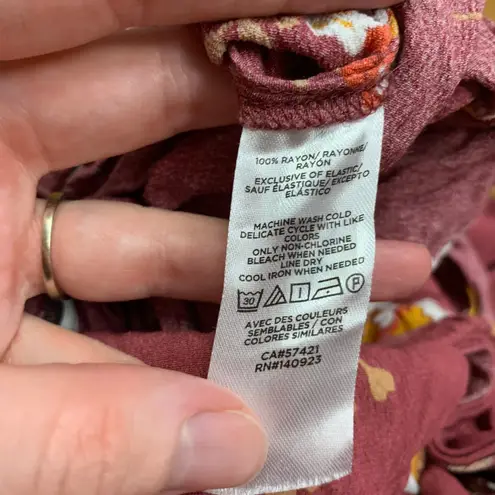 100% RAYON/ RAYONNE/
RAYÓN
EXCLUSIVE OF ELASTIC/
SAUF ÉLASTIQUE/ EXCEPTO
ELÁSTICO
MACHINE WASH COLD
DELICATE CYCLE WITH LIKE
COLORS
ONLY NON-CHLORINE
BLEACH WHEN NEEDED
LINE DRY
COOL IRON WHEN NEEDED
30 P
AVEC DES COULEURS
SEMBLABLES / CON
COLORES SIMILARES
CA#57421
RN#140923